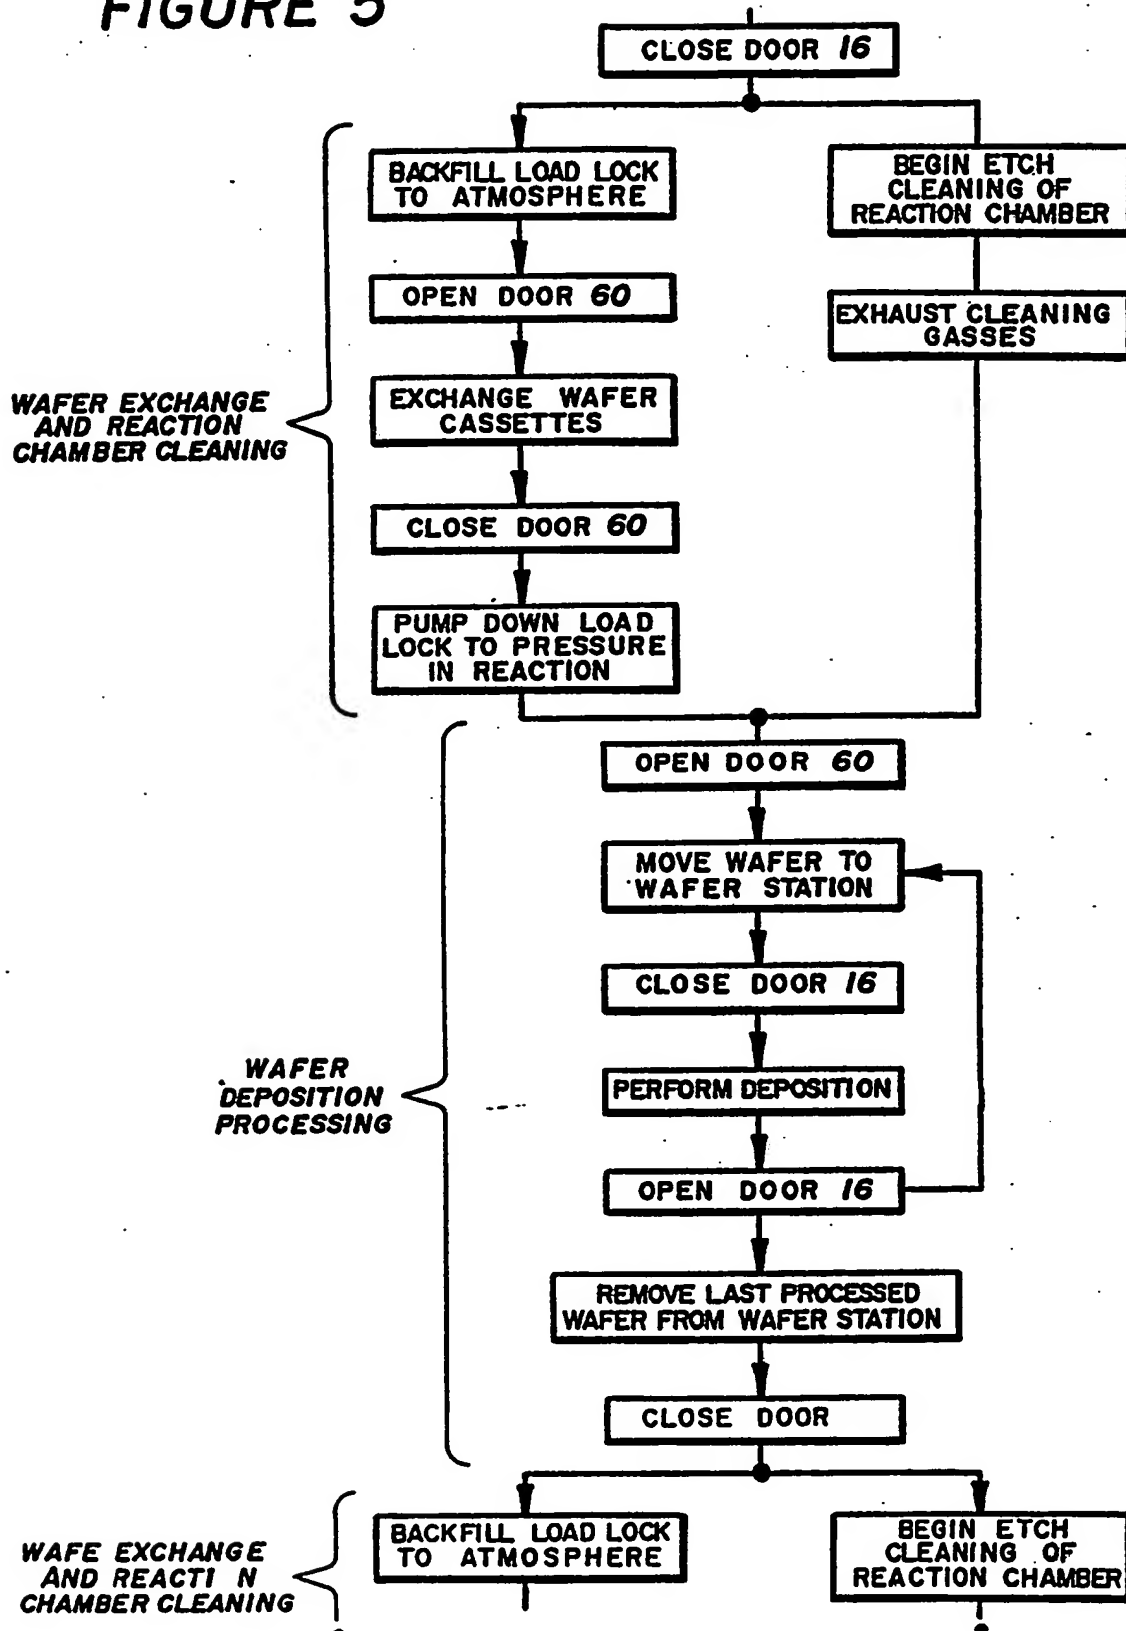 FIGURE 5
CLOSE DOOR 16
BACKFILL LOAD LOCK
TO ATMOSPHERE
BEGIN ETCH
CLEANING OF
REACTION CHAMBER
OPEN DOOR 60
EXHAUST CLEANING
GASSES
EXCHANGE WAFER
CASSETTES
WAFER EXCHANGE
AND REACTION
CHAMBER CLEANING
CLOSE DOOR 60
PUMP DOWN LOAD
LOCK TO PRESSURE
IN REACTION
OPEN DOOR 60
MOVE WAFER TO
WAFER STATION
CLOSE DOOR 16
WAFER
DEPOSITION
PROCESSING
PERFORM DEPOSITION
OPEN DOOR 16
REMOVE LAST PROCESSED
WAFER FROM WAFER STATION
CLOSE DOOR
BACKFILL LOAD LOCK
TO ATMOSPHERE
BEGIN ETCH
CLEANING OF
REACTION CHAMBER
WAFE EXCHANGE
AND REACTI N
CHAMBER CLEANING